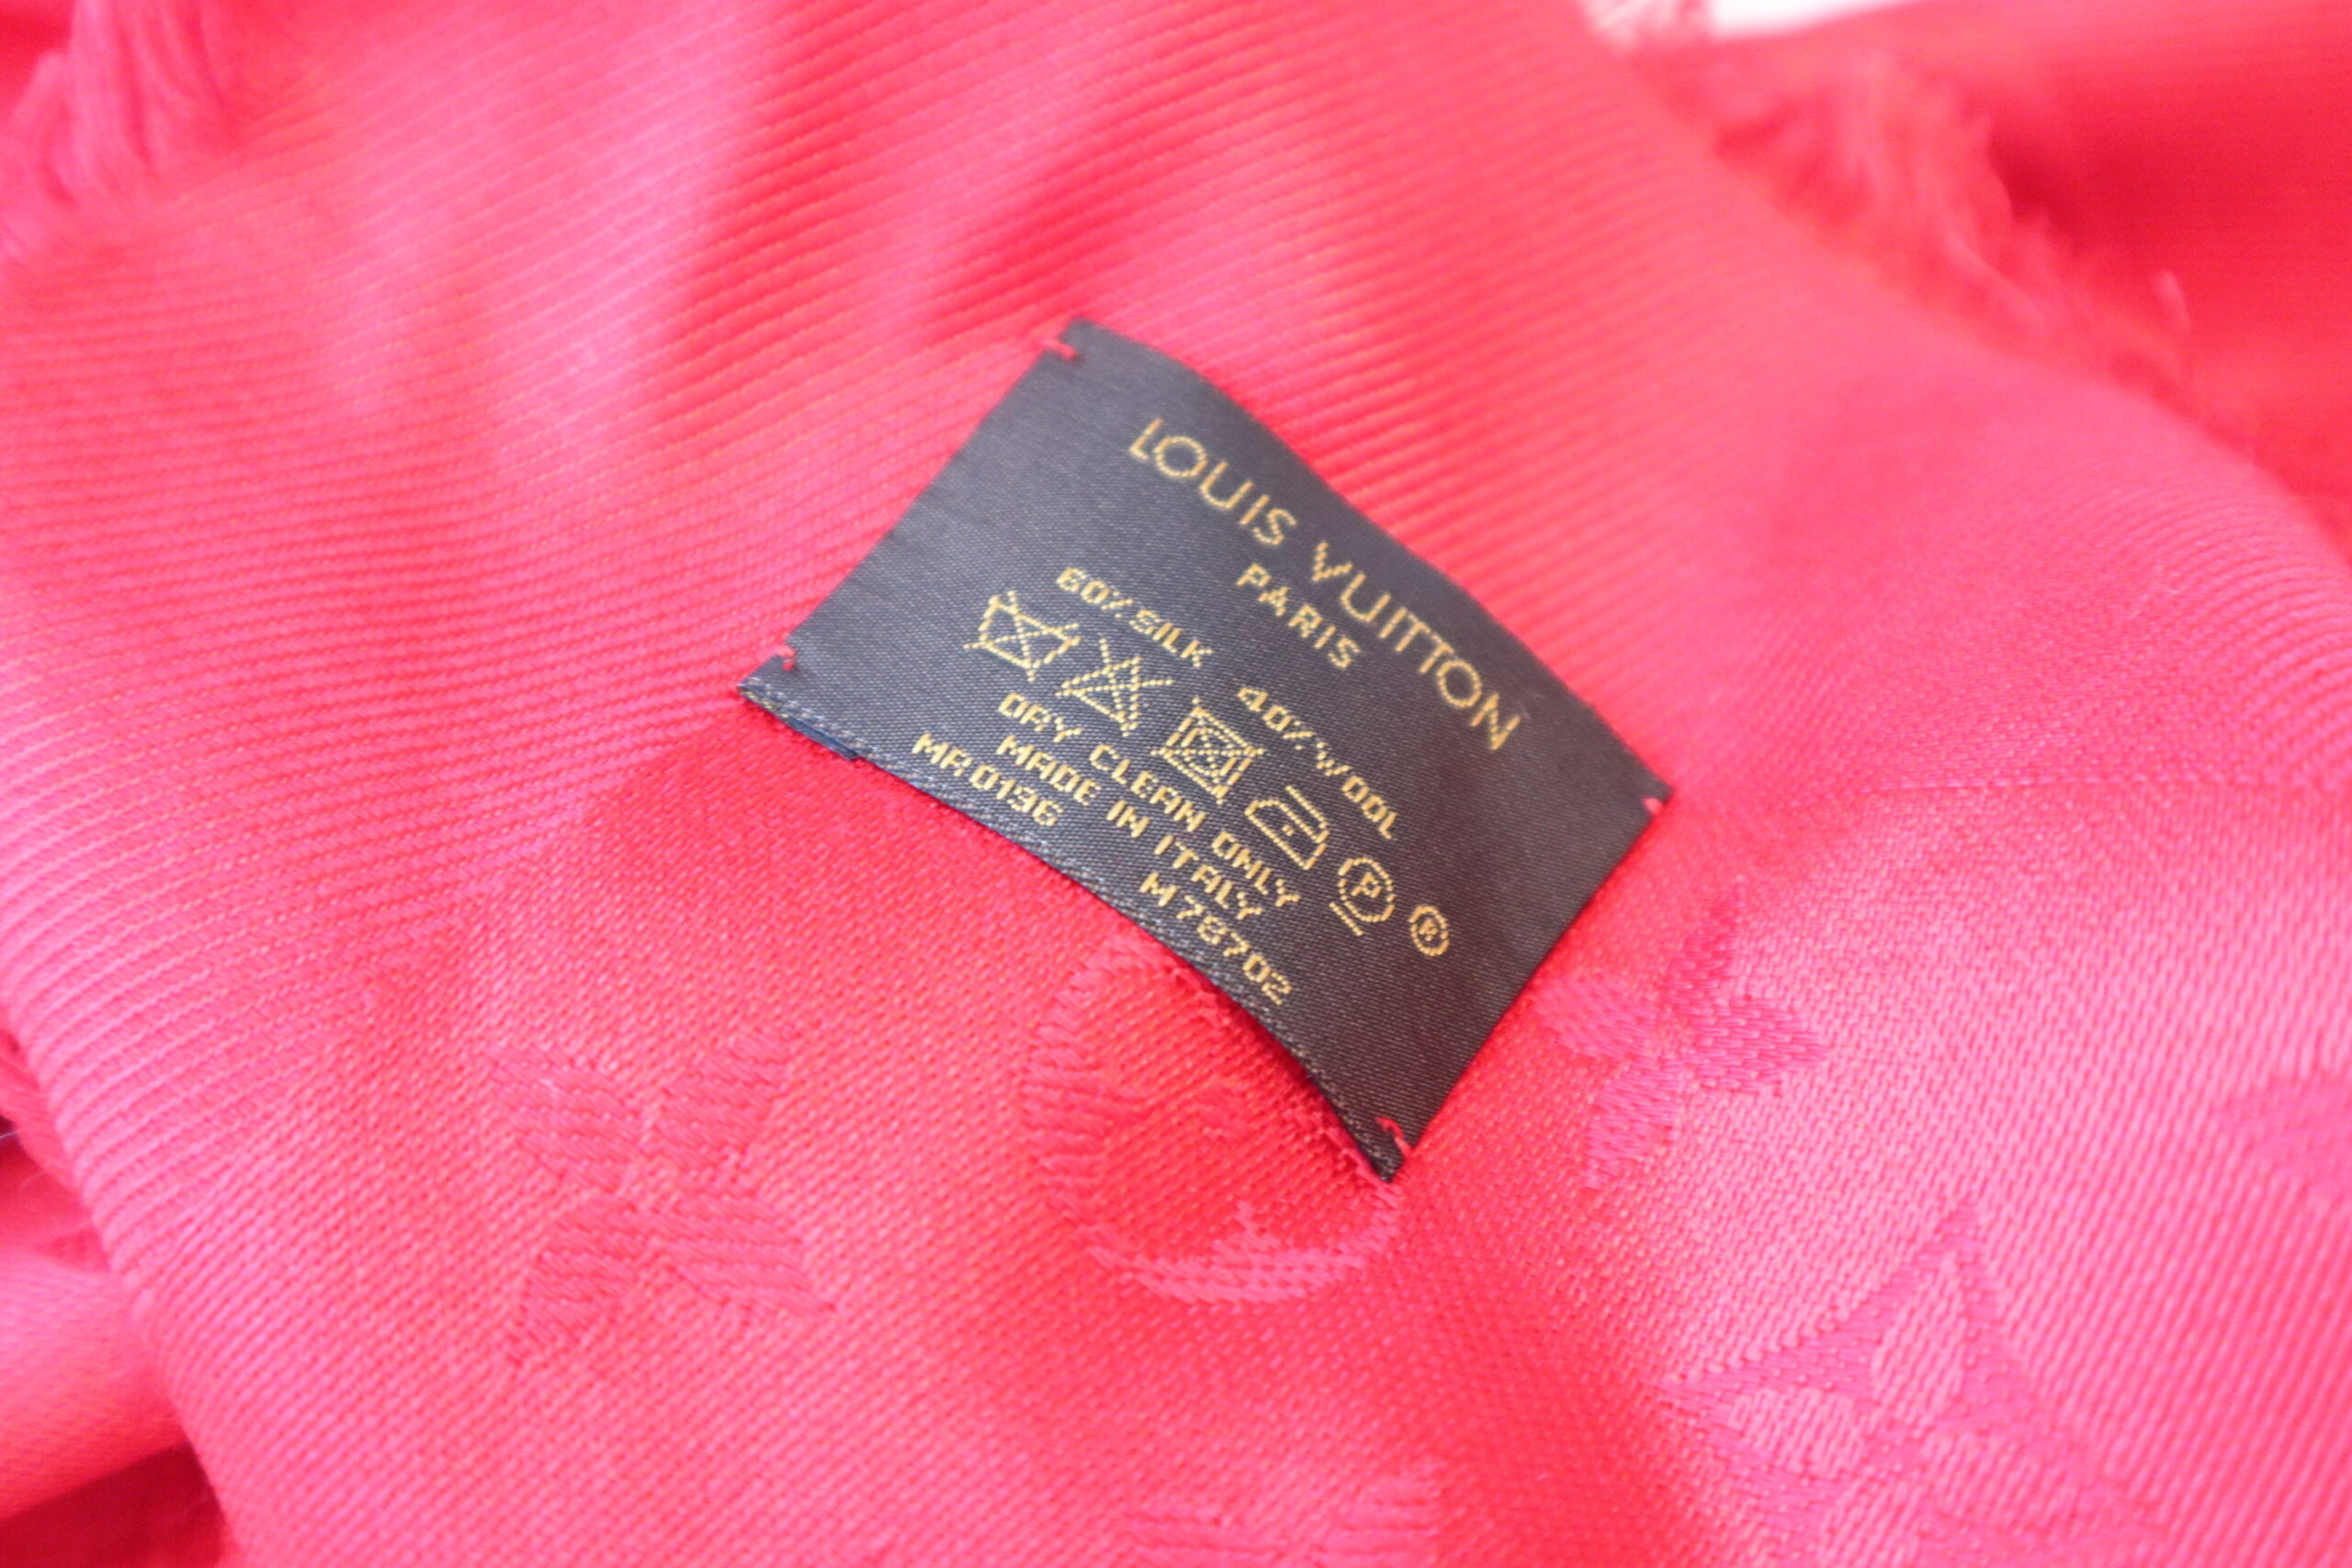 LOUIS VUITTON
PARIS
60% SILK 40% WOOL
P ®
DRY CLEAN ONLY
MADE IN ITALY
MR0136 M78702